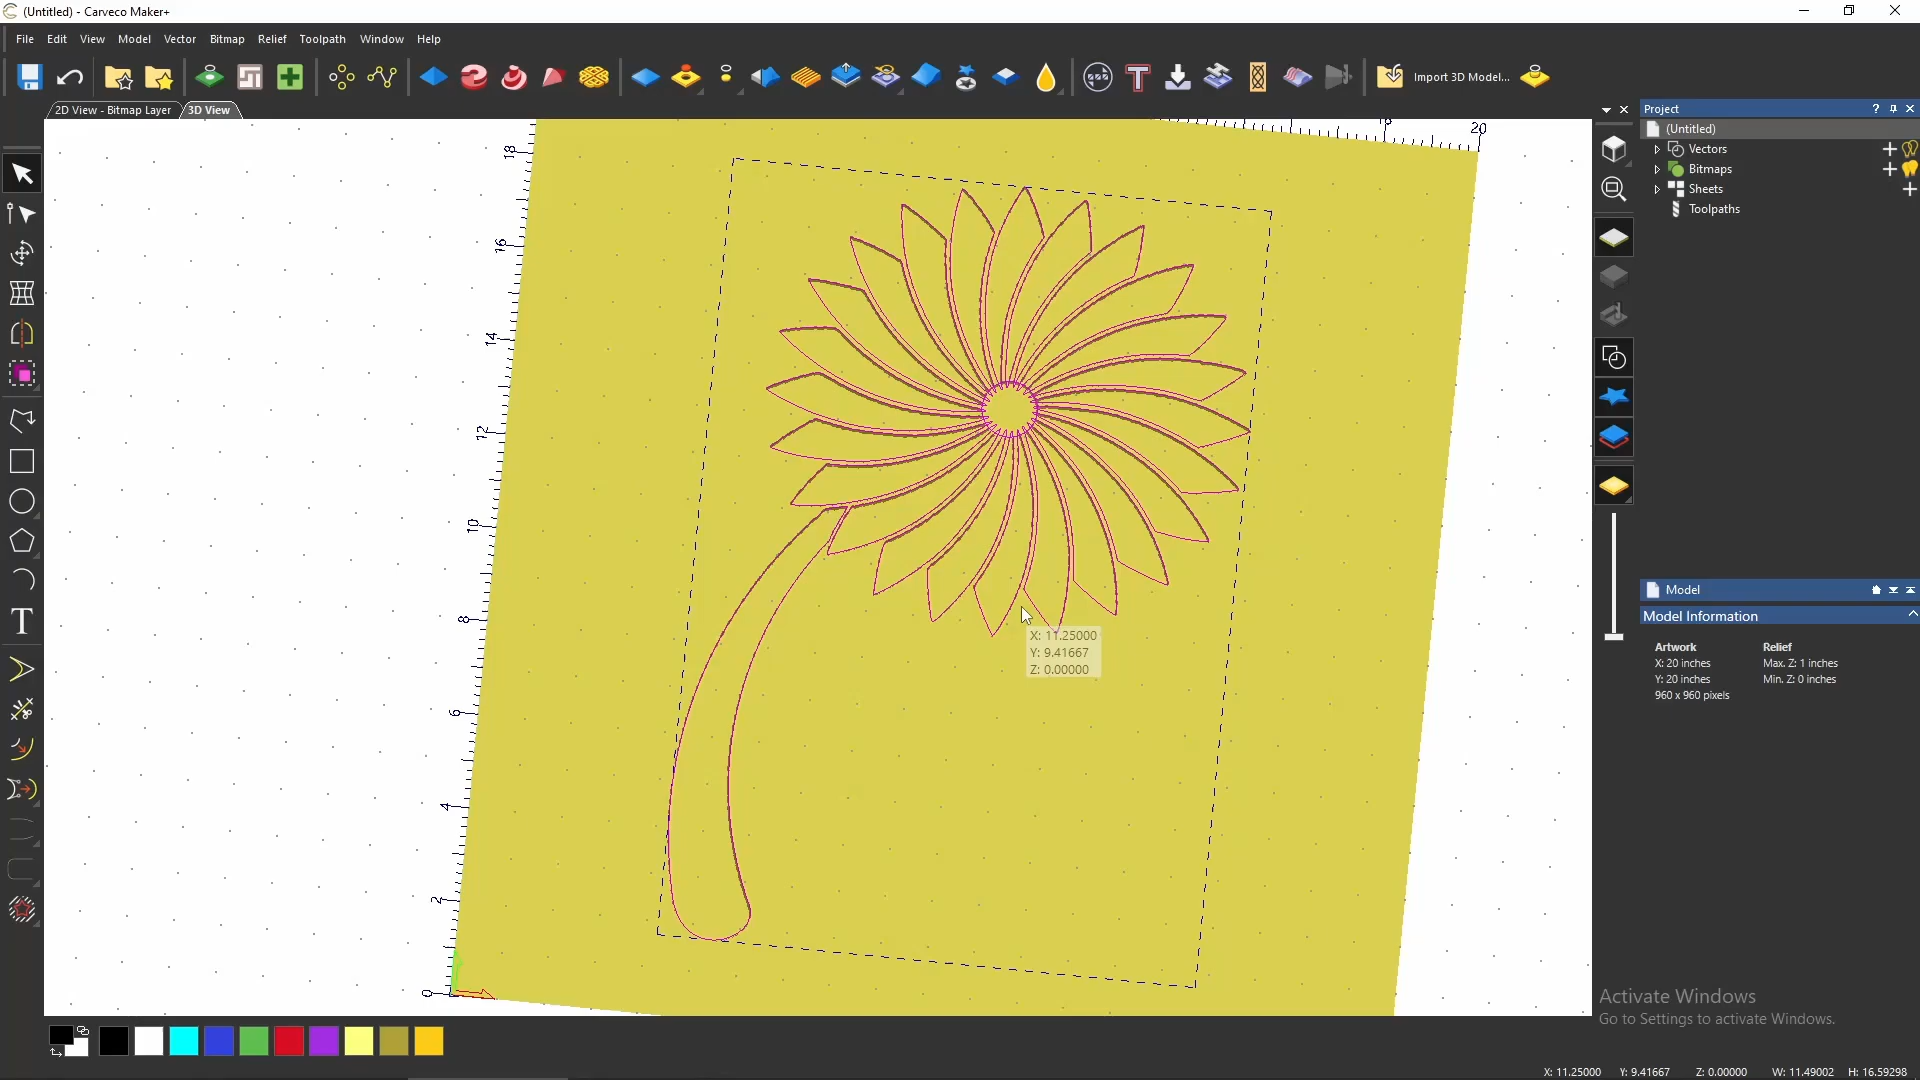 (Untitled) - Carveco Maker+
File Edit View Model Vector Bitmap Relief Toolpath Window Help
Import 3D Model...
2D View - Bitmap Layer
3D View
Project
(Untitled)
Vectors
Bitmaps
Sheets
Toolpaths
20
18
16
14
12
10
8
6
4
2
0
X: 11.25000
Y: 9.41667
Z: 0.00000
T
Model
Model Information
Artwork Relief
X: 20 inches Max. Z: 1 inches
Y: 20 inches Min. Z: 0 inches
960 x 960 pixels
Activate Windows
Go to Settings to activate Windows.
X: 11.25000 Y: 9.41667 Z: 0.00000 W: 11.49002 H: 16.59298